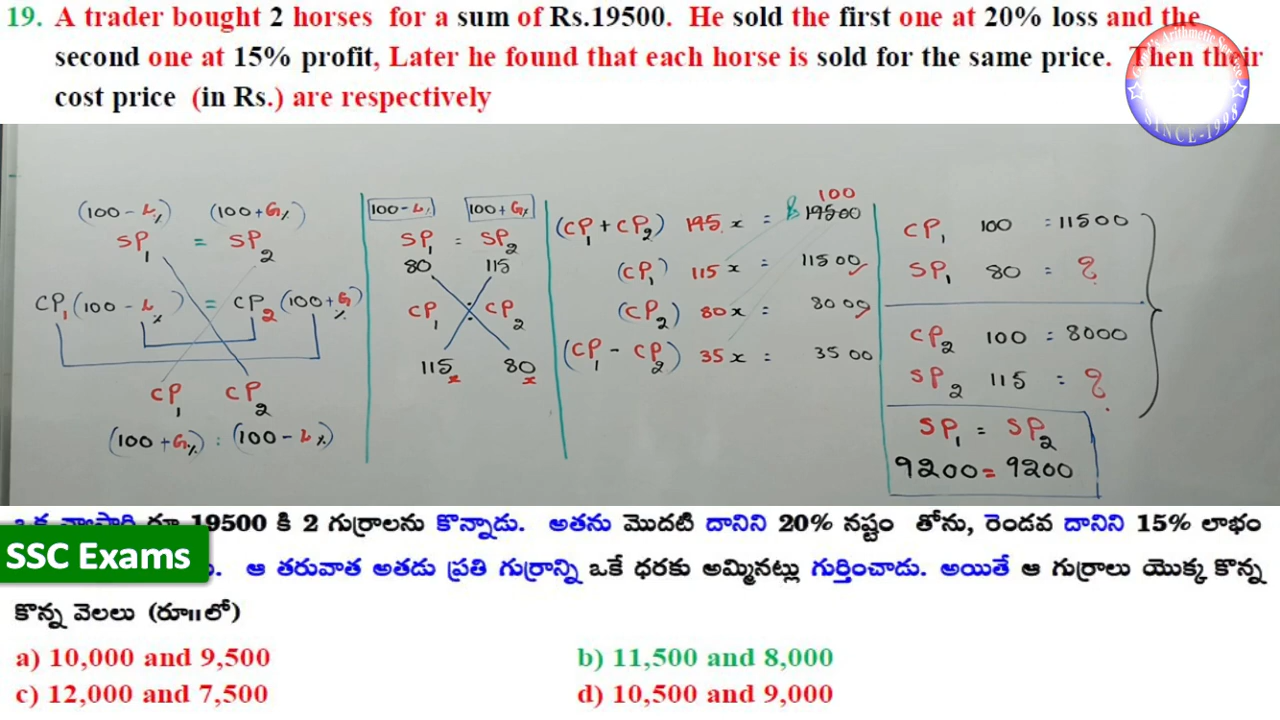 19. A trader bought 2 horses for a sum of Rs.19500. He sold the first one at 20% loss and the
second one at 15% profit, Later he found that each horse is sold for the same price. Then their
cost price (in Rs.) are respectively
Arithmetic
SINCE-1998
(100 - L%) (100 + G%)
SP1 = SP2
CP1(100 - L%) = CP2(100 + G%)
CP1 CP2
(100 + G%) : (100 - L%)
100 - L% 100 + G%
SP1 = SP2
80 115
CP1 : CP2
115x 80x
100
(CP1 + CP2) 195x = 19500
(CP1) 115x = 11500
(CP2) 80x = 8000
(CP1 - CP2) 35x = 3500
CP1 100 = 11500
SP1 80 = ?
CP2 100 = 8000
SP2 115 = ?
SP1 = SP2
9200 = 9200
ఒక వ్యాపారి రూ 19500 కి 2 గుర్రాలను కొన్నాడు. అతను మొదటి దానిని 20% నష్టం తోను, రెండవ దానిని 15% లాభం
SSC Exams
ఆ తరువాత అతడు ప్రతి గుర్రాన్ని ఒకే ధరకు అమ్మినట్లు గుర్తించాడు. అయితే ఆ గుర్రాలు యొక్క కొన్న
కొన్న వెలలు (రూ॥లో)
a) 10,000 and 9,500 b) 11,500 and 8,000
c) 12,000 and 7,500 d) 10,500 and 9,000